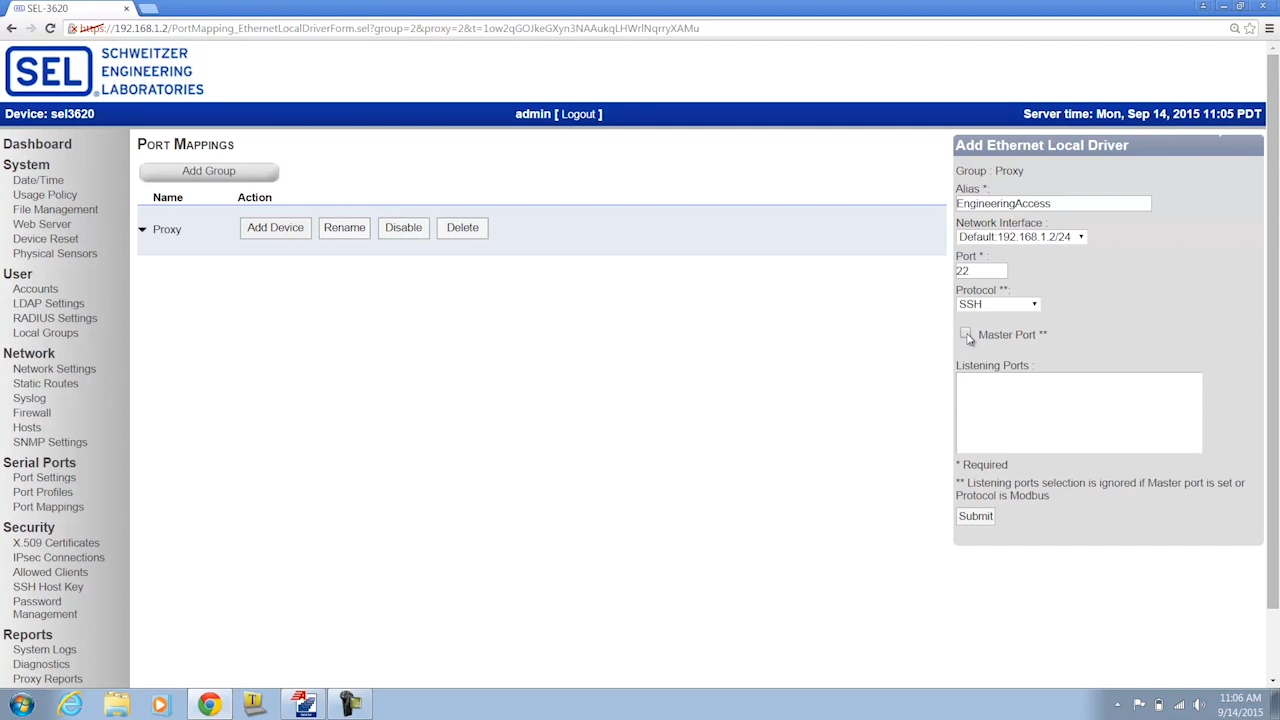 SEL-3620
https://192.168.1.2/PortMapping_EthernetLocalDriverForm.sel?group=2&proxy=2&t=1ow2qGOJkeGXyn3NAAukqLHWrlNqrryXAMu
SEL
SCHWEITZER
ENGINEERING
LABORATORIES
Device: sel3620
admin [ Logout ]
Server time: Mon, Sep 14, 2015 11:05 PDT
Dashboard
System
Date/Time
Usage Policy
File Management
Web Server
Device Reset
Physical Sensors
User
Accounts
LDAP Settings
RADIUS Settings
Local Groups
Network
Network Settings
Static Routes
Syslog
Firewall
Hosts
SNMP Settings
Serial Ports
Port Settings
Port Profiles
Port Mappings
Security
X.509 Certificates
IPsec Connections
Allowed Clients
SSH Host Key
Password
Management
Reports
System Logs
Diagnostics
Proxy Reports
PORT MAPPINGS
Add Group
Name Action
Proxy Add Device Rename Disable Delete
Add Ethernet Local Driver
Group : Proxy
Alias *:
EngineeringAccess
Network Interface :
Default:192.168.1.2/24
Port * :
22
Protocol **:
SSH
Master Port **
Listening Ports :
* Required
** Listening ports selection is ignored if Master port is set or
Protocol is Modbus
Submit
11:06 AM
9/14/2015